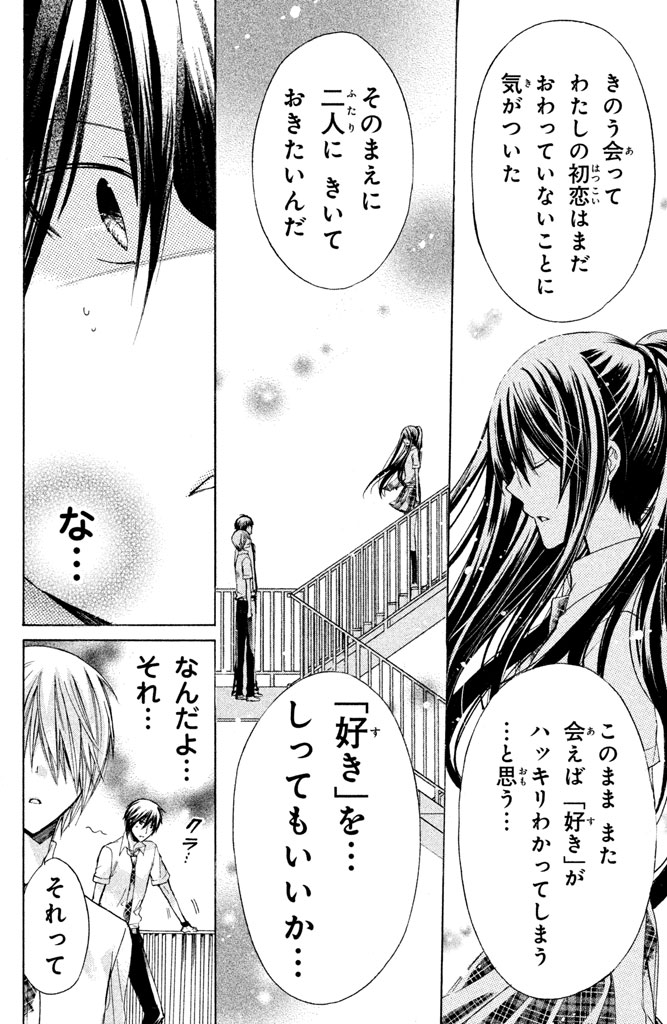 きのう会って
わたしの初恋はまだ
おわっていないことに
気がついた
このまま また
会えば「好き」が
ハッキリわかってしまう
…と思う…
そのまえに
二人に きいて
おきたいんだ
「好き」を…
しってもいいか…
な…
なんだよ…
それ…
クラ…
それって